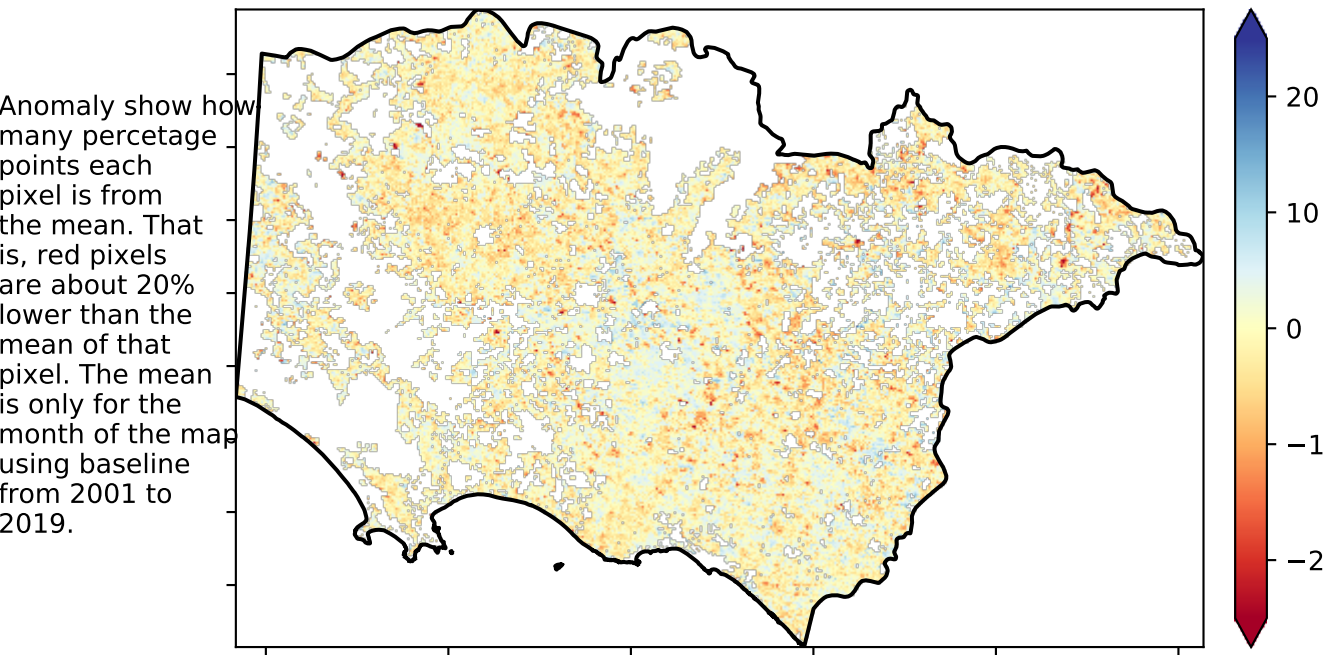 Anomaly show how
many percetage
points each
pixel is from
the mean. That
is, red pixels
are about 20%
lower than the
mean of that
pixel. The mean
is only for the
month of the map
using baseline
from 2001 to
2019.
20
10
0
−1
−2